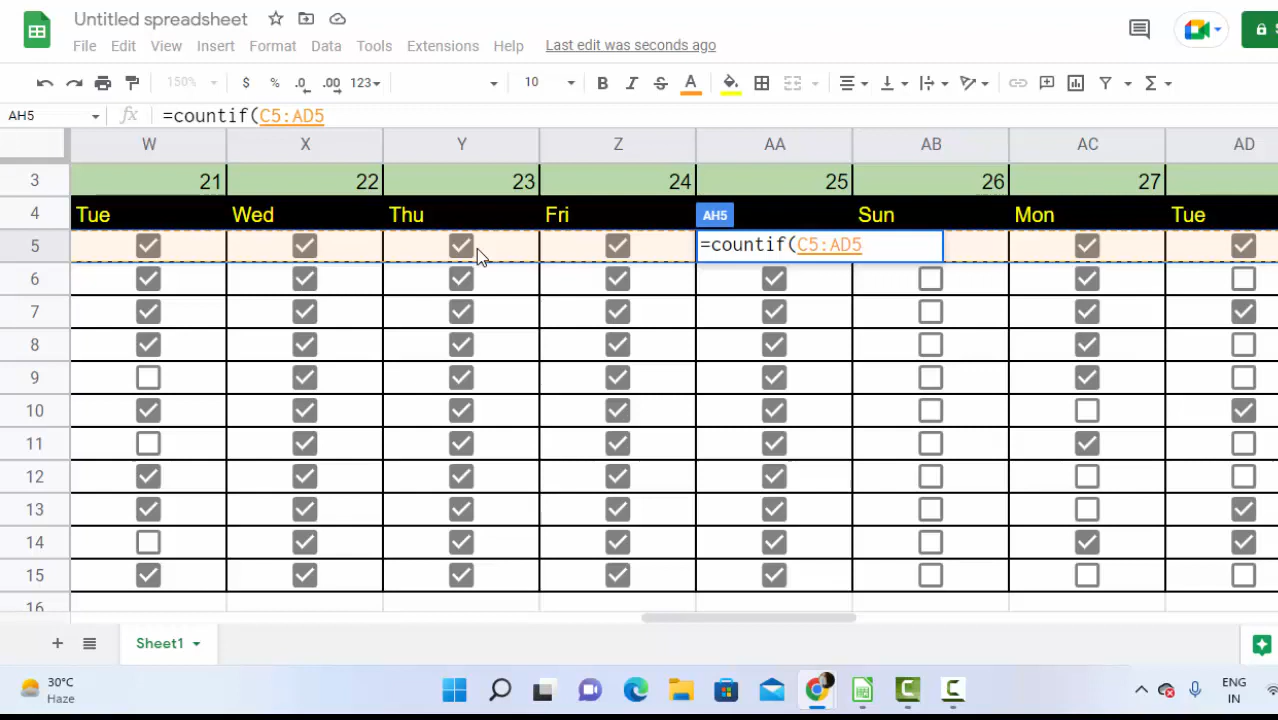 Untitled spreadsheet
File Edit View Insert Format Data Tools Extensions Help Last edit was seconds ago
150% $ % .0 .00 123 10 B I S A Σ
AH5 fx =countif(C5:AD5
W X Y Z AA AB AC AD
3 21 22 23 24 25 26 27
4 Tue Wed Thu Fri AH5 Sun Mon Tue
5 =countif(C5:AD5
6
7
8
9
10
11
12
13
14
15
16
+ Sheet1
30°C
Haze
ENG
IN